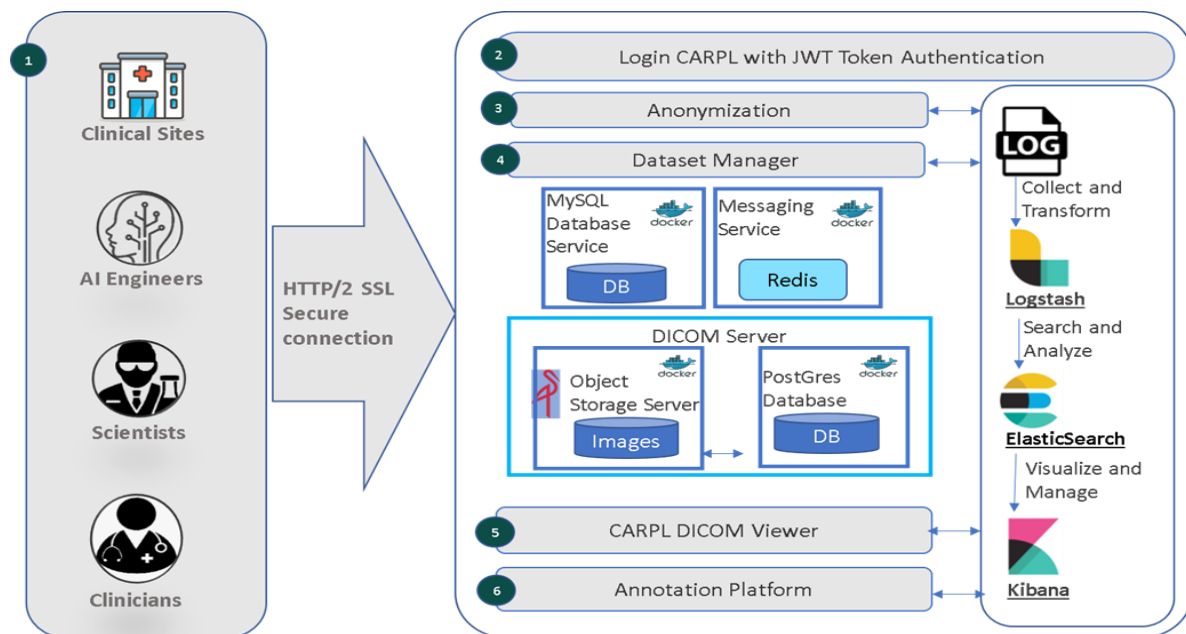 1
Clinical Sites
AI Engineers
Scientists
Clinicians
HTTP/2 SSL
Secure
connection
2
Login CARPL with JWT Token Authentication
3
Anonymization
4
Dataset Manager
MySQL
Database
Service
docker
DB
Messaging
Service
docker
Redis
DICOM Server
Object
Storage Server
docker
Images
PostGres
Database
docker
DB
5
CARPL DICOM Viewer
6
Annotation Platform
LOG
Collect and
Transform
Logstash
Search and
Analyze
ElasticSearch
Visualize and
Manage
Kibana